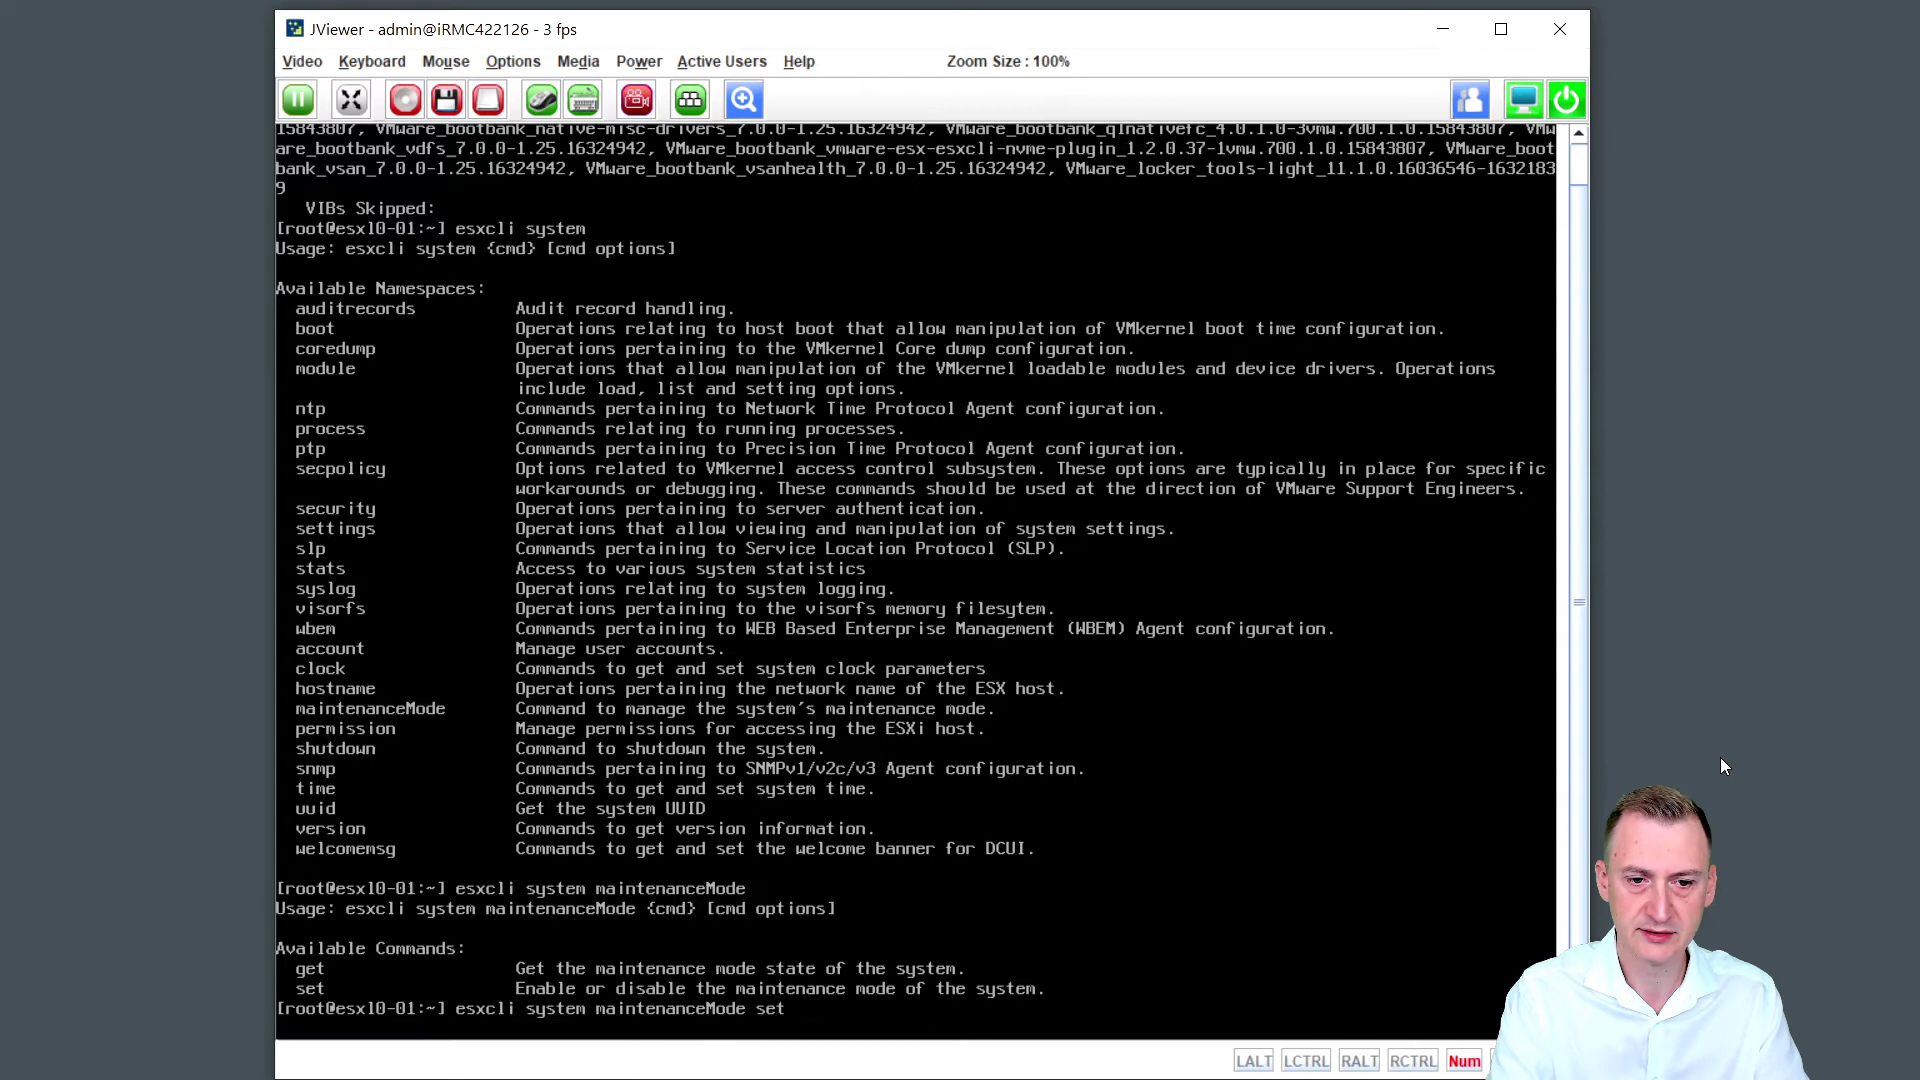 JViewer - admin@iRMC422126 - 3 fps
Video Keyboard Mouse Options Media Power Active Users Help Zoom Size : 100%
15843807, VMware_bootbank_native-misc-drivers_7.0.0-1.25.16324942, VMware_bootbank_qlnativefc_4.0.1.0-3vmw.700.1.0.15843807, VMw
are_bootbank_vdfs_7.0.0-1.25.16324942, VMware_bootbank_vmware-esx-esxcli-nvme-plugin_1.2.0.37-1vmw.700.1.0.15843807, VMware_boot
bank_vsan_7.0.0-1.25.16324942, VMware_bootbank_vsanhealth_7.0.0-1.25.16324942, VMware_locker_tools-light_11.1.0.16036546-1632183
9
VIBs Skipped:
[root@esx10-01:~] esxcli system
Usage: esxcli system {cmd} [cmd options]
Available Namespaces:
auditrecords Audit record handling.
boot Operations relating to host boot that allow manipulation of VMkernel boot time configuration.
coredump Operations pertaining to the VMkernel Core dump configuration.
module Operations that allow manipulation of the VMkernel loadable modules and device drivers. Operations
include load, list and setting options.
ntp Commands pertaining to Network Time Protocol Agent configuration.
process Commands relating to running processes.
ptp Commands pertaining to Precision Time Protocol Agent configuration.
secpolicy Options related to VMkernel access control subsystem. These options are typically in place for specific
workarounds or debugging. These commands should be used at the direction of VMware Support Engineers.
security Operations pertaining to server authentication.
settings Operations that allow viewing and manipulation of system settings.
slp Commands pertaining to Service Location Protocol (SLP).
stats Access to various system statistics
syslog Operations relating to system logging.
visorfs Operations pertaining to the visorfs memory filesytem.
wbem Commands pertaining to WEB Based Enterprise Management (WBEM) Agent configuration.
account Manage user accounts.
clock Commands to get and set system clock parameters
hostname Operations pertaining the network name of the ESX host.
maintenanceMode Command to manage the system's maintenance mode.
permission Manage permissions for accessing the ESXi host.
shutdown Command to shutdown the system.
snmp Commands pertaining to SNMPv1/v2c/v3 Agent configuration.
time Commands to get and set system time.
uuid Get the system UUID
version Commands to get version information.
welcomemsg Commands to get and set the welcome banner for DCUI.
[root@esx10-01:~] esxcli system maintenanceMode
Usage: esxcli system maintenanceMode {cmd} [cmd options]
Available Commands:
get Get the maintenance mode state of the system.
set Enable or disable the maintenance mode of the system.
[root@esx10-01:~] esxcli system maintenanceMode set
LALT LCTRL RALT RCTRL Num